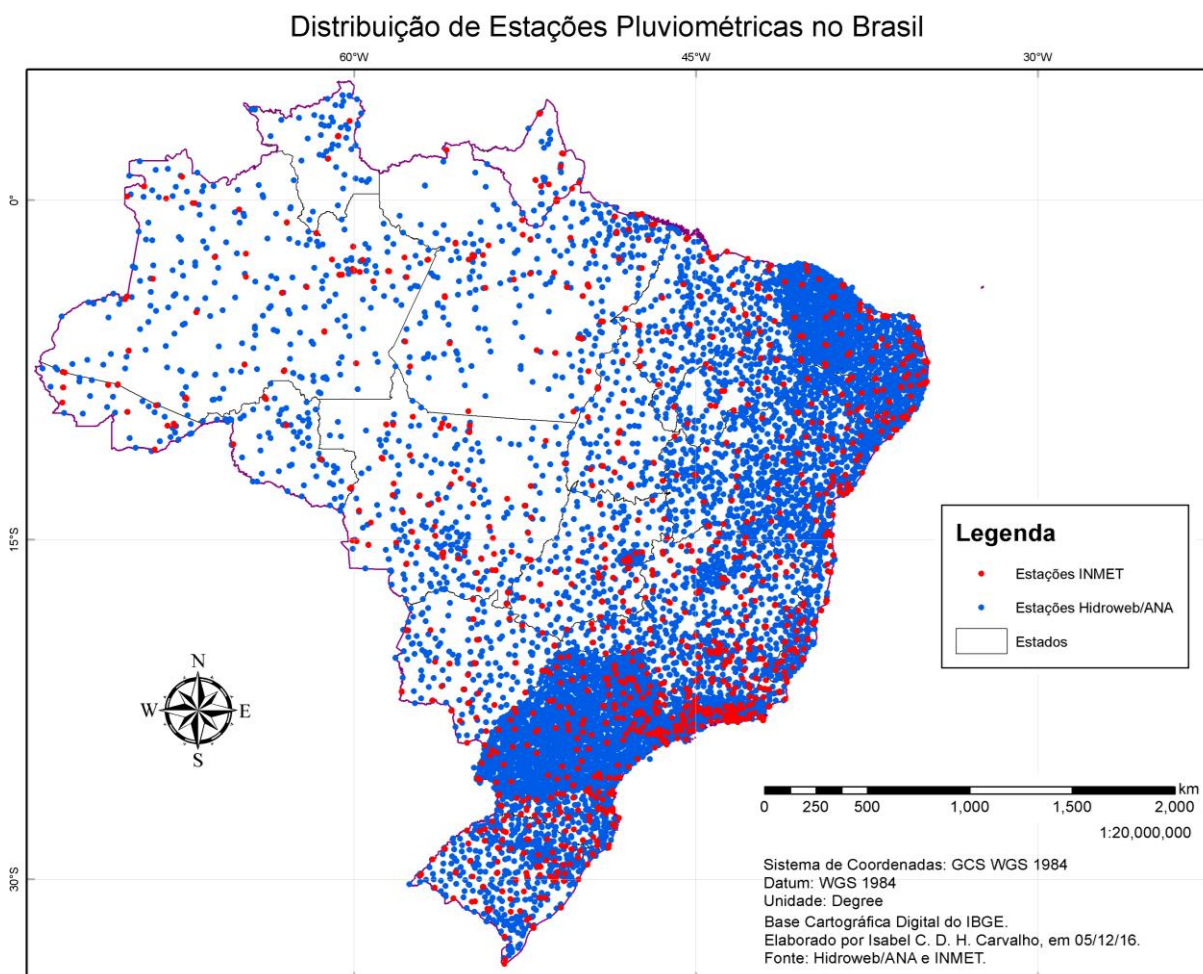 Distribuição de Estações Pluviométricas no Brasil
60°W 45°W 30°W
0°
15°S
30°S
N
W E
S
Legenda
Estações INMET
Estações Hidroweb/ANA
Estados
km
0 250 500 1,000 1,500 2,000
1:20,000,000
Sistema de Coordenadas: GCS WGS 1984
Datum: WGS 1984
Unidade: Degree
Base Cartográfica Digital do IBGE.
Elaborado por Isabel C. D. H. Carvalho, em 05/12/16.
Fonte: Hidroweb/ANA e INMET.